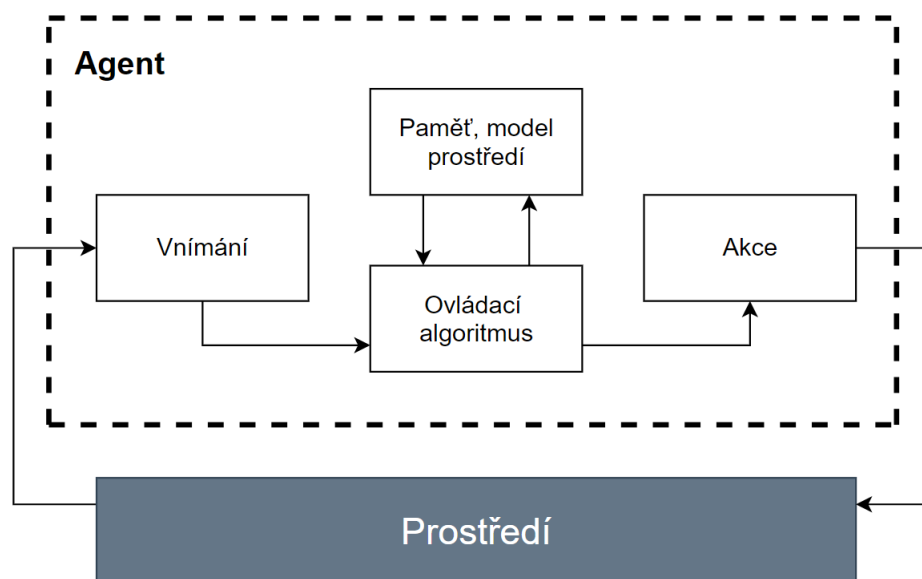 Agent
Paměť, model
prostředí
Vnímání
Akce
Ovládací
algoritmus
Prostředí